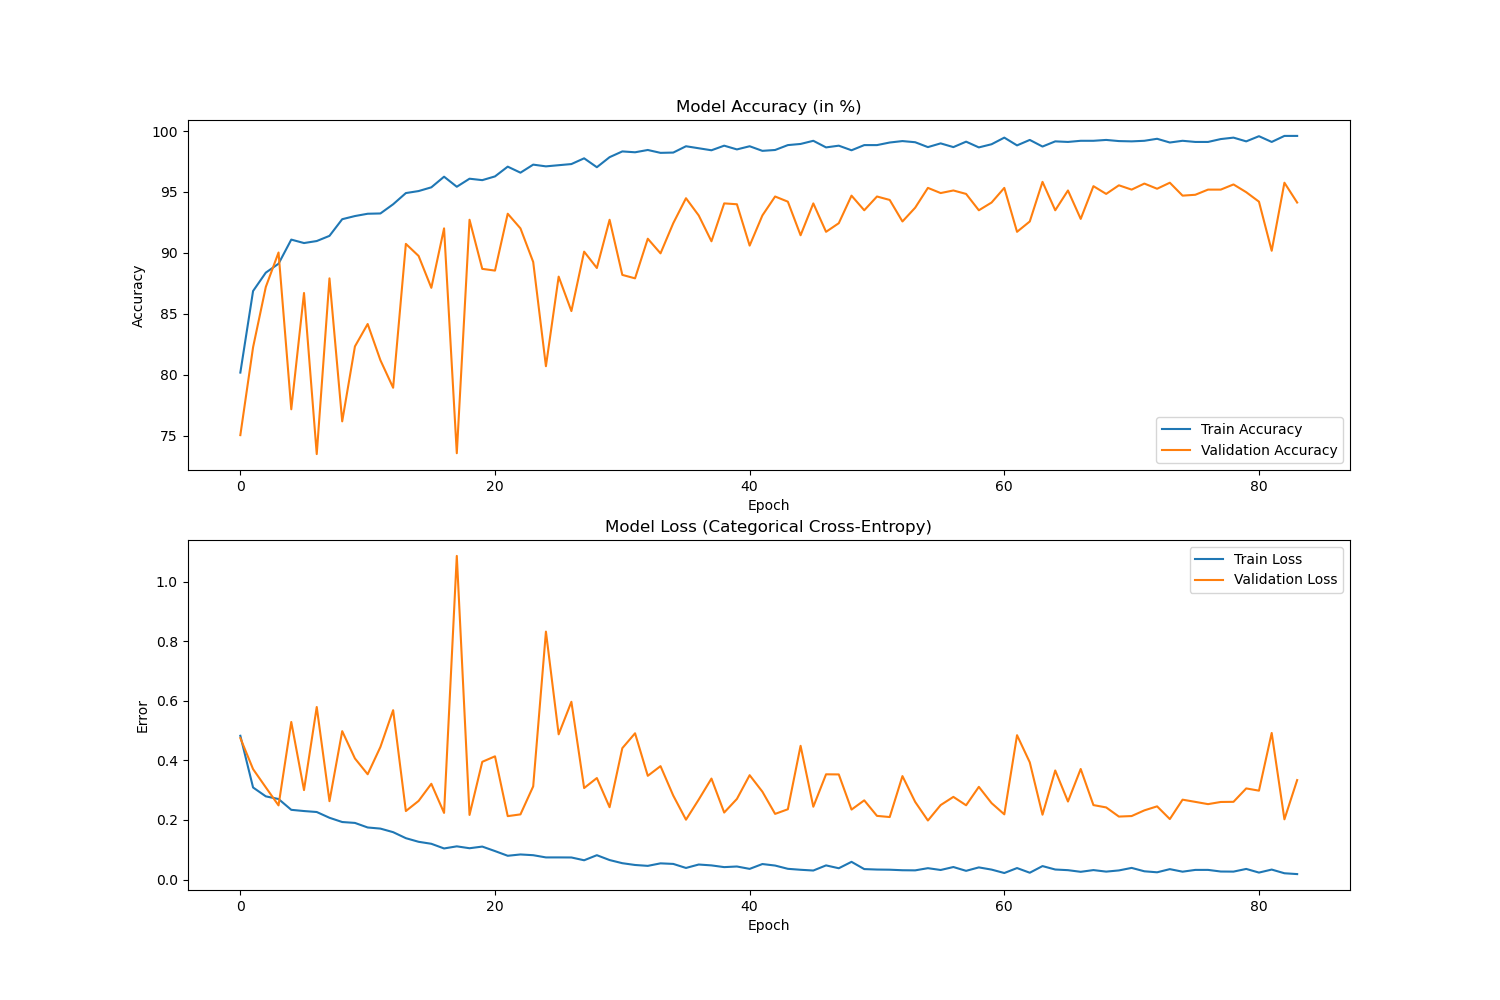 Model Accuracy (in %)
100
95
90
85
80
75
Accuracy
Train Accuracy
Validation Accuracy
0 20 40 60 80
Epoch
Model Loss (Categorical Cross-Entropy)
Train Loss
Validation Loss
1.0
0.8
0.6
0.4
0.2
0.0
Error
0 20 40 60 80
Epoch